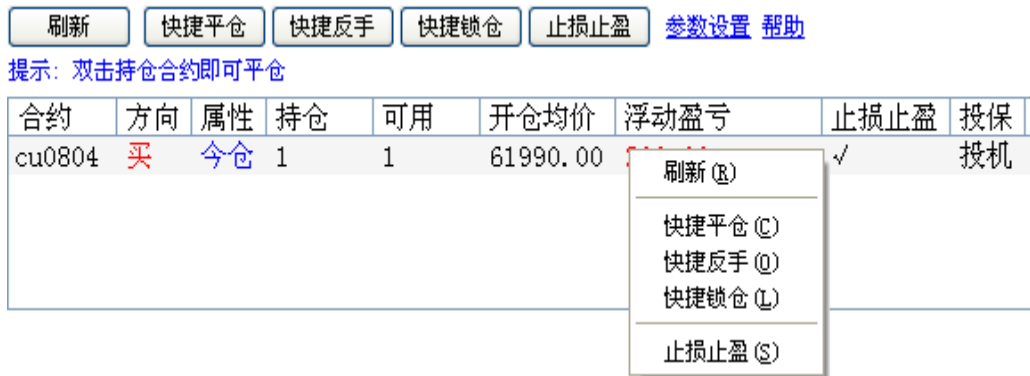 刷新 快捷平仓 快捷反手 快捷锁仓 止损止盈 参数设置 帮助
提示: 双击持仓合约即可平仓
合约 方向 属性 持仓 可用 开仓均价 浮动盈亏 止损止盈 投保
cu0804 买 今仓 1 1 61990.00 √ 投机
刷新(R)
快捷平仓(C)
快捷反手(O)
快捷锁仓(L)
止损止盈(S)